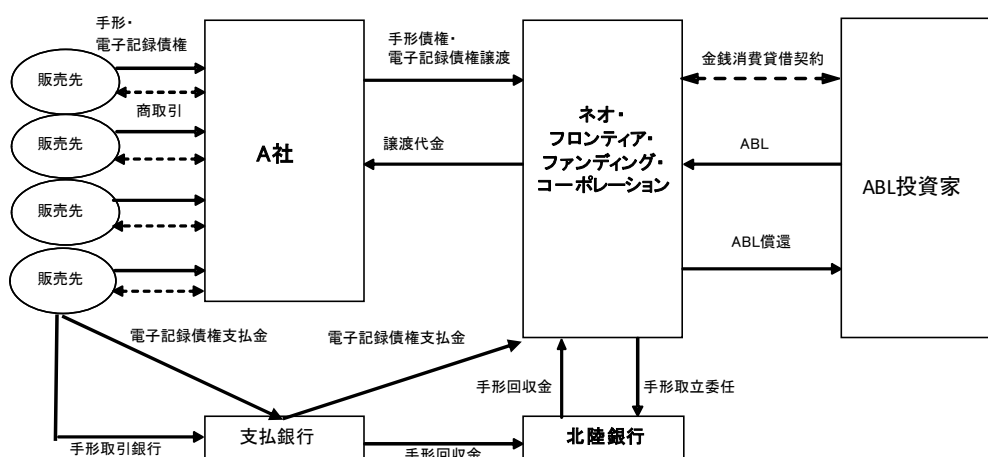 手形・
電子記録債権
販売先
商取引
販売先
販売先
販売先
A社
手形債権・
電子記録債権譲渡
譲渡代金
ネオ・
フロンティア・
ファンディング・
コーポレーション
金銭消費貸借契約
ABL
ABL償還
ABL投資家
電子記録債権支払金
電子記録債権支払金
手形回収金
手形取立委任
手形取引銀行
支払銀行
手形回収金
北陸銀行